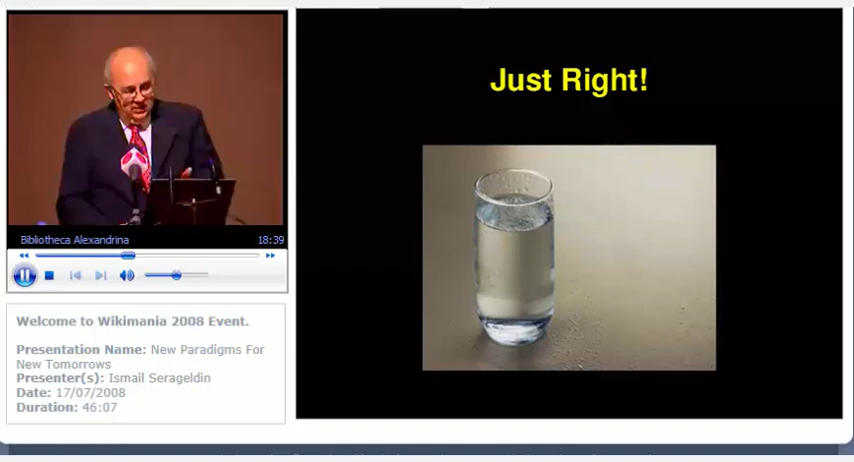 Just Right!
Bibliotheca Alexandrina 18:39
Welcome to Wikimania 2008 Event.
Presentation Name: New Paradigms For
New Tomorrows
Presenter(s): Ismail Serageldin
Date: 17/07/2008
Duration: 46:07